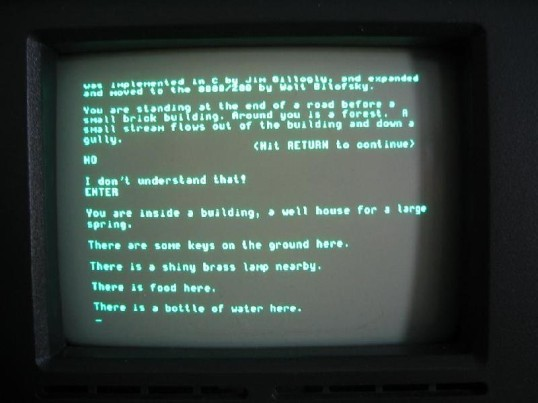 was implemented in C by Jim Gillogly, and expanded
and moved to the 8080/Z80 by Walt Bilofsky.
You are standing at the end of a road before a
small brick building. Around you is a forest. A
small stream flows out of the building and down a
gully.
(Hit RETURN to continue)
NO
I don't understand that!
ENTER
You are inside a building, a well house for a large
spring.
There are some keys on the ground here.
There is a shiny brass lamp nearby.
There is food here.
There is a bottle of water here.